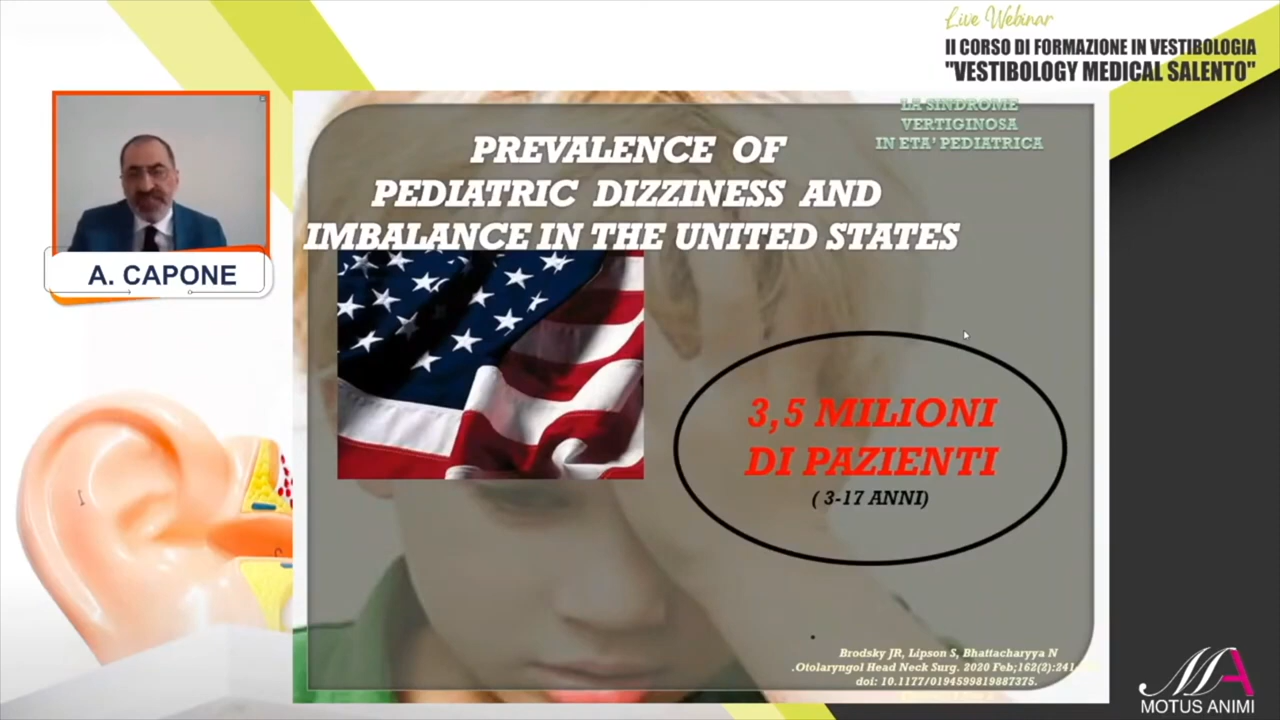 Live Webinar
II CORSO DI FORMAZIONE IN VESTIBOLOGIA
"VESTIBOLOGY MEDICAL SALENTO"
LA SINDROME
VERTIGINOSA
IN ETA' PEDIATRICA
PREVALENCE OF
PEDIATRIC DIZZINESS AND
IMBALANCE IN THE UNITED STATES
A. CAPONE
3,5 MILIONI
DI PAZIENTI
( 3-17 ANNI)
Brodsky JR, Lipson S, Bhattacharyya N
.Otolaryngol Head Neck Surg. 2020 Feb;162(2):241
doi: 10.1177/0194599819887375.
MA
MOTUS ANIMI